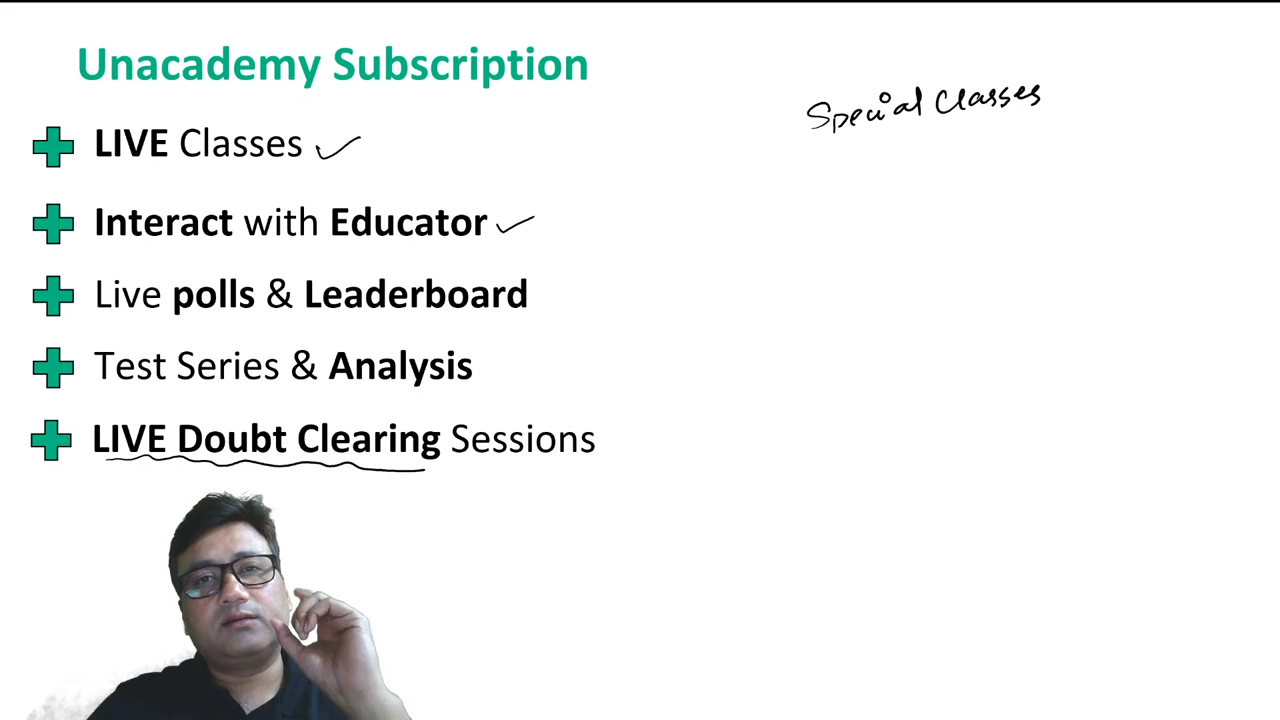 Unacademy Subscription
Special Classes
LIVE Classes
Interact with Educator
Live polls & Leaderboard
Test Series & Analysis
LIVE Doubt Clearing Sessions